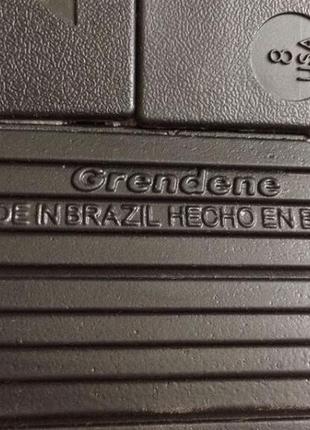 8 USA
Grendene
DE IN BRAZIL HECHO EN B